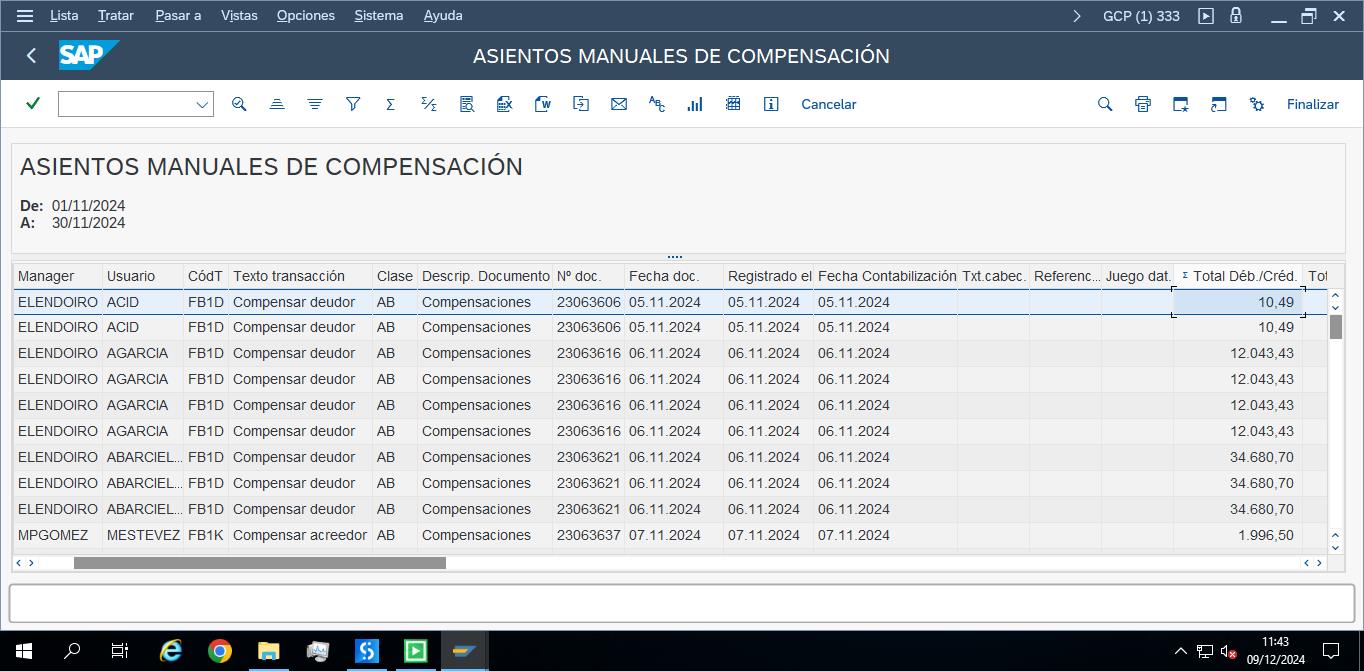 Lista Tratar Pasar a Vistas Opciones Sistema Ayuda GCP (1) 333
SAP ASIENTOS MANUALES DE COMPENSACIÓN
Cancelar Finalizar
ASIENTOS MANUALES DE COMPENSACIÓN
De: 01/11/2024
A: 30/11/2024
Manager Usuario CódT Texto transacción Clase Descrip. Documento Nº doc. Fecha doc. Registrado el Fecha Contabilización Txt.cabec. Referenc... Juego dat. Σ Total Déb./Créd. Tot
ELENDOIRO ACID FB1D Compensar deudor AB Compensaciones 23063606 05.11.2024 05.11.2024 05.11.2024 10,49
ELENDOIRO ACID FB1D Compensar deudor AB Compensaciones 23063606 05.11.2024 05.11.2024 05.11.2024 10,49
ELENDOIRO AGARCIA FB1D Compensar deudor AB Compensaciones 23063616 06.11.2024 06.11.2024 06.11.2024 12.043,43
ELENDOIRO AGARCIA FB1D Compensar deudor AB Compensaciones 23063616 06.11.2024 06.11.2024 06.11.2024 12.043,43
ELENDOIRO AGARCIA FB1D Compensar deudor AB Compensaciones 23063616 06.11.2024 06.11.2024 06.11.2024 12.043,43
ELENDOIRO AGARCIA FB1D Compensar deudor AB Compensaciones 23063616 06.11.2024 06.11.2024 06.11.2024 12.043,43
ELENDOIRO ABARCIEL... FB1D Compensar deudor AB Compensaciones 23063621 06.11.2024 06.11.2024 06.11.2024 34.680,70
ELENDOIRO ABARCIEL... FB1D Compensar deudor AB Compensaciones 23063621 06.11.2024 06.11.2024 06.11.2024 34.680,70
ELENDOIRO ABARCIEL... FB1D Compensar deudor AB Compensaciones 23063621 06.11.2024 06.11.2024 06.11.2024 34.680,70
MPGOMEZ MESTEVEZ FB1K Compensar acreedor AB Compensaciones 23063637 07.11.2024 07.11.2024 07.11.2024 1.996,50
11:43
09/12/2024